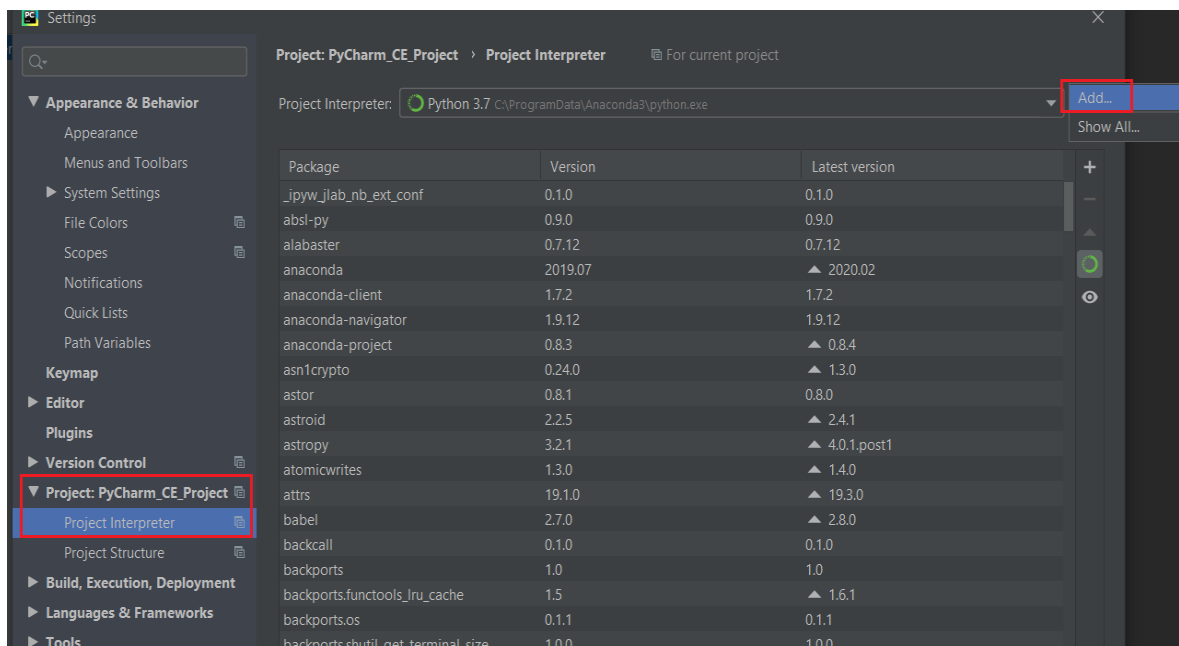 PC Settings
Project: PyCharm_CE_Project › Project Interpreter For current project
Appearance & Behavior
Appearance
Menus and Toolbars
System Settings
File Colors
Scopes
Notifications
Quick Lists
Path Variables
Keymap
Editor
Plugins
Version Control
Project: PyCharm_CE_Project
Project Interpreter
Project Structure
Build, Execution, Deployment
Languages & Frameworks
Tools
Project Interpreter: Python 3.7 C:\ProgramData\Anaconda3\python.exe
Add...
Show All...
Package Version Latest version
_ipyw_jlab_nb_ext_conf 0.1.0 0.1.0
absl-py 0.9.0 0.9.0
alabaster 0.7.12 0.7.12
anaconda 2019.07 ▲ 2020.02
anaconda-client 1.7.2 1.7.2
anaconda-navigator 1.9.12 1.9.12
anaconda-project 0.8.3 ▲ 0.8.4
asn1crypto 0.24.0 ▲ 1.3.0
astor 0.8.1 0.8.0
astroid 2.2.5 ▲ 2.4.1
astropy 3.2.1 ▲ 4.0.1.post1
atomicwrites 1.3.0 ▲ 1.4.0
attrs 19.1.0 ▲ 19.3.0
babel 2.7.0 ▲ 2.8.0
backcall 0.1.0 0.1.0
backports 1.0 1.0
backports.functools_lru_cache 1.5 ▲ 1.6.1
backports.os 0.1.1 0.1.1
backports.shutil_get_terminal_size 1.0.0 1.0.0